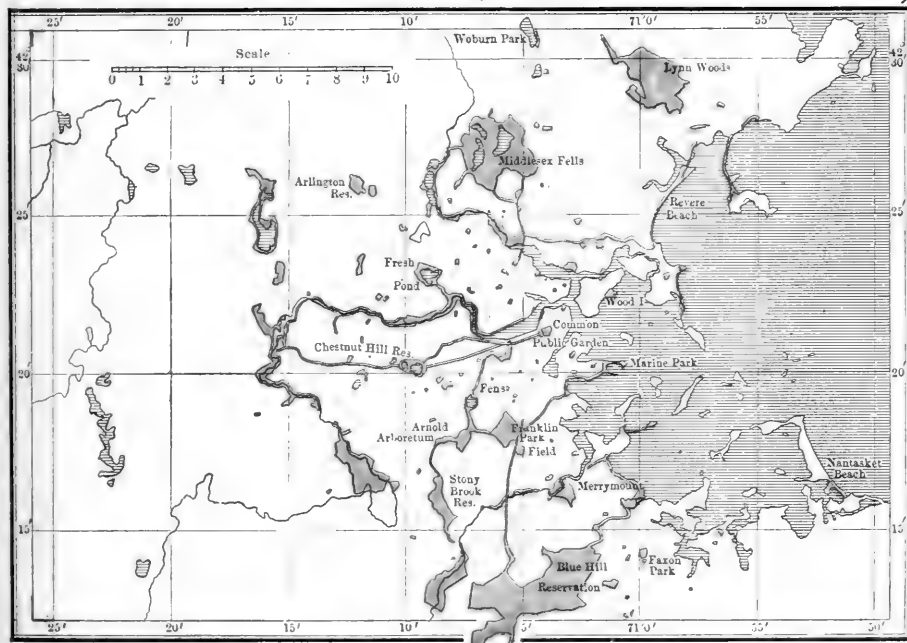 25'
20'
15'
10'
5'
71°0'
55'
Woburn Park
Scale
0 1 2 3 4 5 6 7 8 9 10
42°
30
Lynn Woods
Middlesex Fells
Arlington
Res.
Revere
Beach
25'
25'
Fresh
Pond
Wood I
Common
Public Garden
Chestnut Hill Res.
Marine Park
20'
20'
Fens
Arnold
Arboretum
Franklin
Park
Field
Stony
Brook
Res.
Merrymount
Nantasket
Beach
15'
15'
Blue Hill
Reservation
Faxon
Park
25'
20'
15'
10'
5'
71°0'
55'
50'